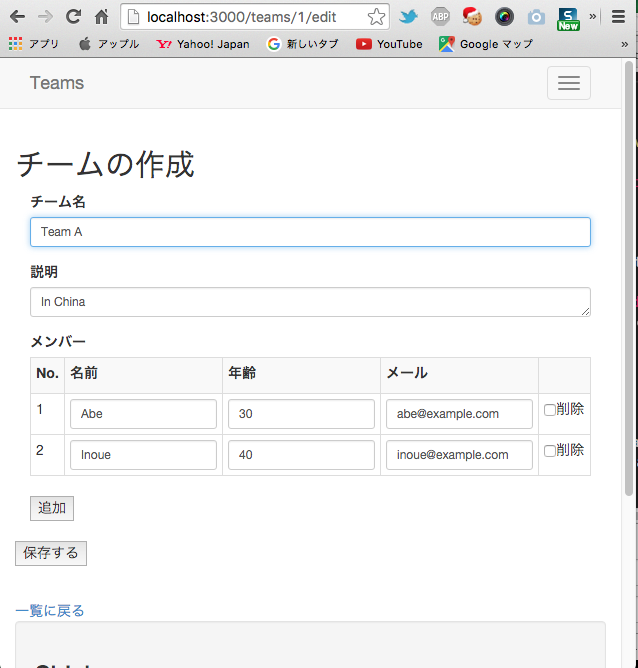 localhost:3000/teams/1/edit
ABP
S
New
アプリ アップル Yahoo! Japan 新しいタブ YouTube Google マップ »
Teams
チームの作成
チーム名
Team A
説明
In China
メンバー
No. 名前 年齢 メール
1 Abe 30 abe@example.com 削除
2 Inoue 40 inoue@example.com 削除
追加
保存する
一覧に戻る